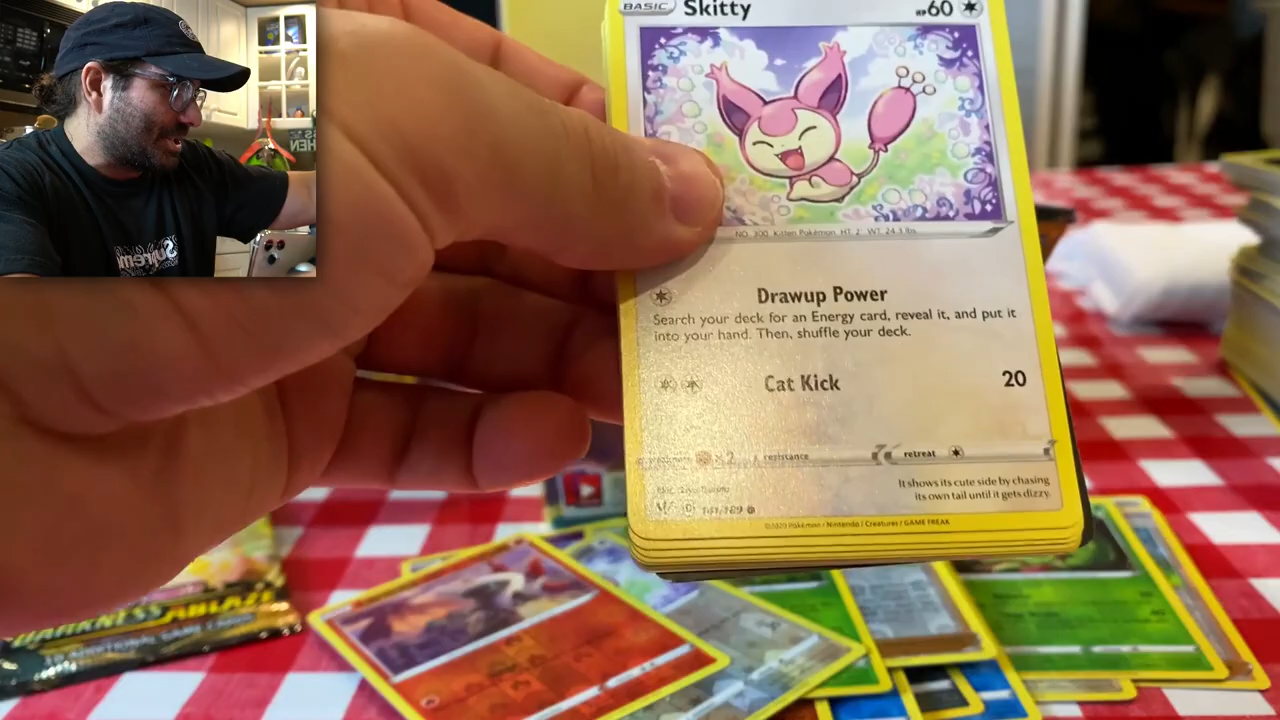 BASIC Skitty HP60
NO. 300 Kitten Pokémon HT 2' WT 24.3 lbs
Drawup Power
Search your deck for an Energy card, reveal it, and put it
into your hand. Then, shuffle your deck.
Cat Kick 20
×2 resistance retreat
It shows its cute side by chasing
its own tail until it gets dizzy.
141/189
©2020 Pokémon / Nintendo / Creatures / GAME FREAK
DARKNESS ABLAZE
Supreme